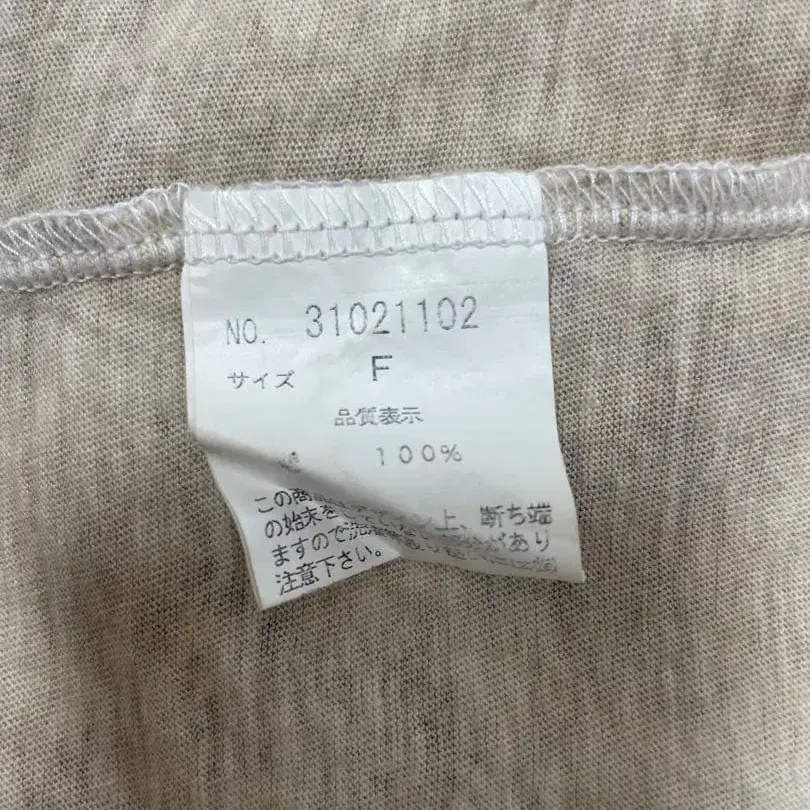 NO. 31021102
サイズ F
品質表示
100%
この商
の始末を 上、断ち端
ますので洗 があり
注意下さい。